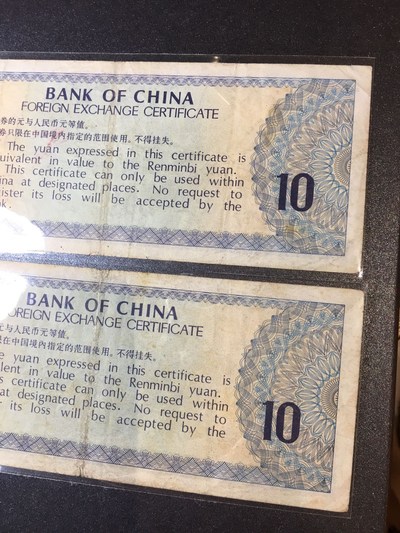 BANK OF CHINA
FOREIGN EXCHANGE CERTIFICATE
券的元与人民币元等值。
券只限在中国境内指定的范围使用，不得挂失。
The yuan expressed in this certificate is
uivalent in value to the Renminbi yuan.
This certificate can only be used within
ina at designated places. No request to
ister its loss will be accepted by the
nk.
10
BANK OF CHINA
OREIGN EXCHANGE CERTIFICATE
元与人民币元等值。
限在中国境内指定的范围使用，不得挂失。
e yuan expressed in this certificate is
lent in value to the Renminbi yuan.
s certificate can only be used within
at designated places. No request to
er its loss will be accepted by the
10